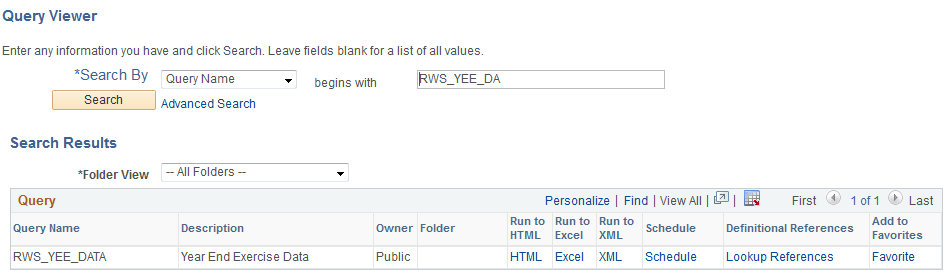 Query Viewer
Enter any information you have and click Search. Leave fields blank for a list of all values.
*Search By Query Name begins with RWS_YEE_DA
Search Advanced Search
Search Results
*Folder View -- All Folders --
Query Personalize | Find | View All | | First 1 of 1 Last
Query Name Description Owner Folder Run to HTML Run to Excel Run to XML Schedule Definitional References Add to Favorites
RWS_YEE_DATA Year End Exercise Data Public HTML Excel XML Schedule Lookup References Favorite